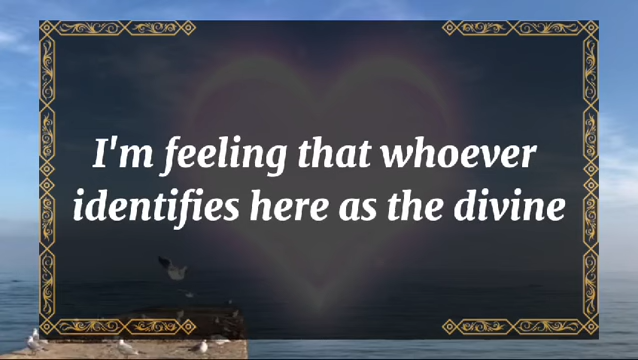 I'm feeling that whoever
identifies here as the divine